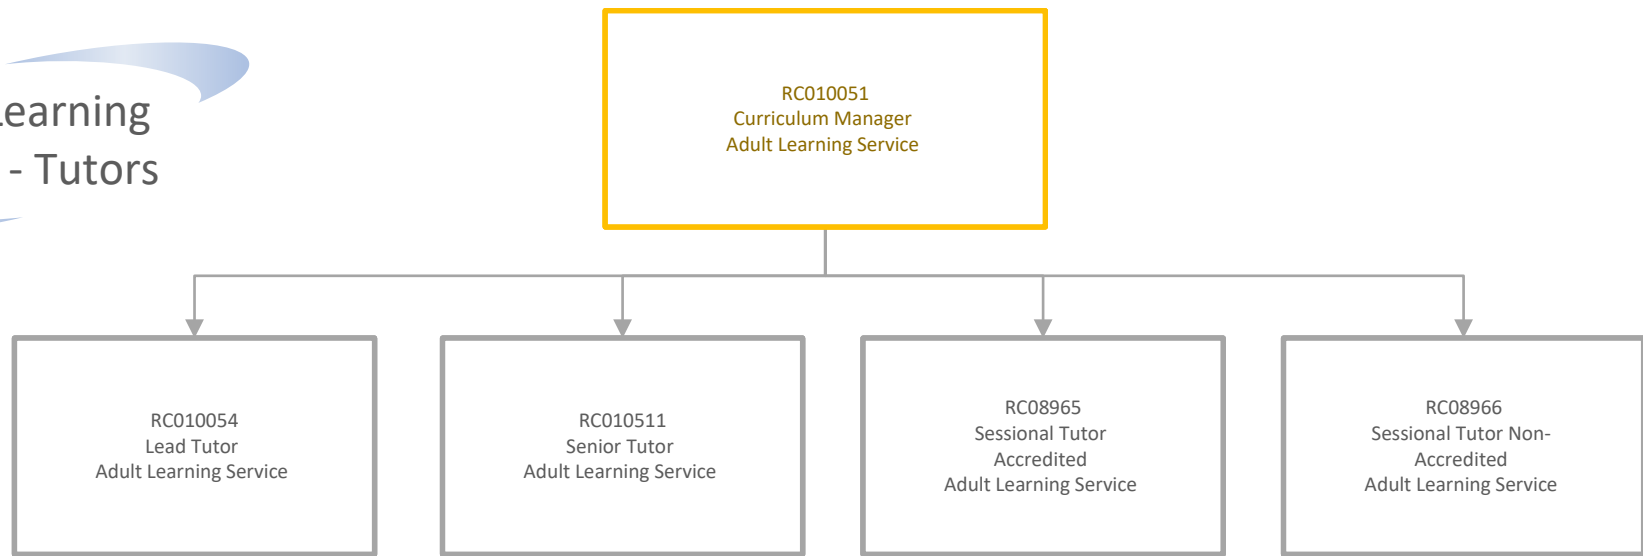 Learning
- Tutors
RC010051
Curriculum Manager
Adult Learning Service
RC010054
Lead Tutor
Adult Learning Service
RC010511
Senior Tutor
Adult Learning Service
RC08965
Sessional Tutor
Accredited
Adult Learning Service
RC08966
Sessional Tutor Non-
Accredited
Adult Learning Service